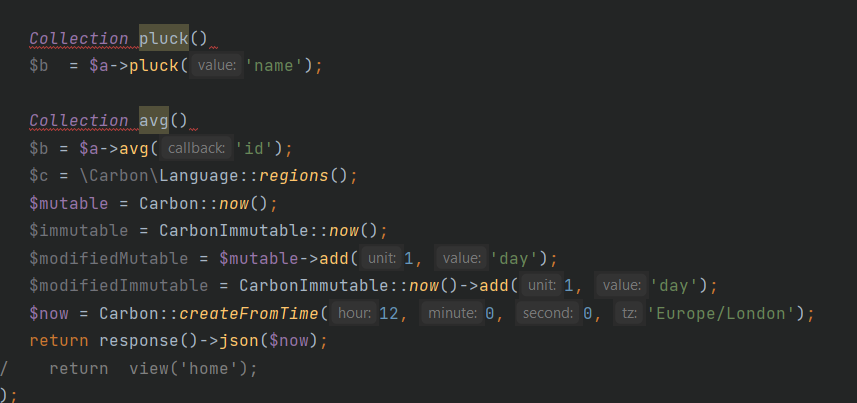 Collection pluck()
$b  = $a->pluck( value: 'name');
Collection avg()
$b = $a->avg( callback: 'id');
$c = \Carbon\Language::regions();
$mutable = Carbon::now();
$immutable = CarbonImmutable::now();
$modifiedMutable = $mutable->add( unit: 1, value: 'day');
$modifiedImmutable = CarbonImmutable::now()->add( unit: 1, value: 'day');
$now = Carbon::createFromTime( hour: 12, minute: 0, second: 0, tz: 'Europe/London');
return response()->json($now);
/    return  view('home');
);